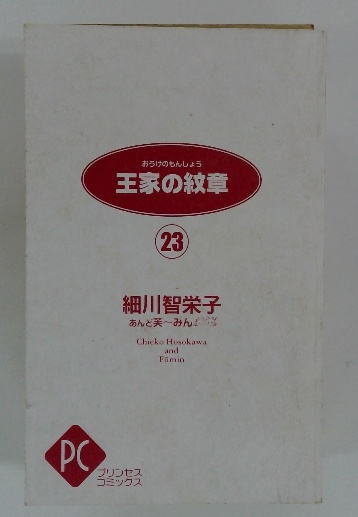 おうけのもんしょう
王家の紋章
23
細川智栄子
あんど芙〜みん
Chieko Hosokawa
and
Fūmin
PC
プリンセス
コミックス